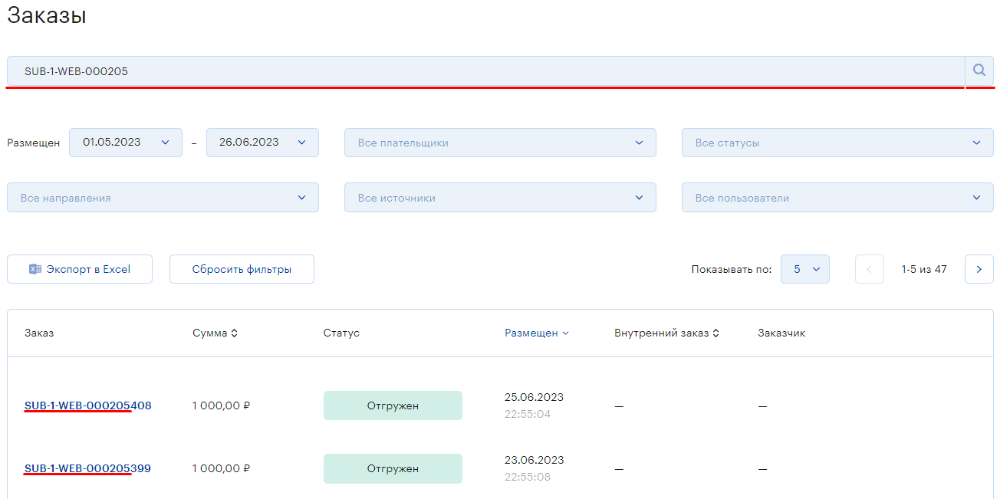 Заказы
SUB-1-WEB-000205
Размещен 01.05.2023 – 26.06.2023 Все плательщики Все статусы
Все направления Все источники Все пользователи
Экспорт в Excel Сбросить фильтры Показывать по: 5 1-5 из 47
Заказ Сумма Статус Размещен Внутренний заказ Заказчик
SUB-1-WEB-000205408 1 000,00 ₽ Отгружен 25.06.2023 — —
22:55:04
SUB-1-WEB-000205399 1 000,00 ₽ Отгружен 23.06.2023 — —
22:55:08